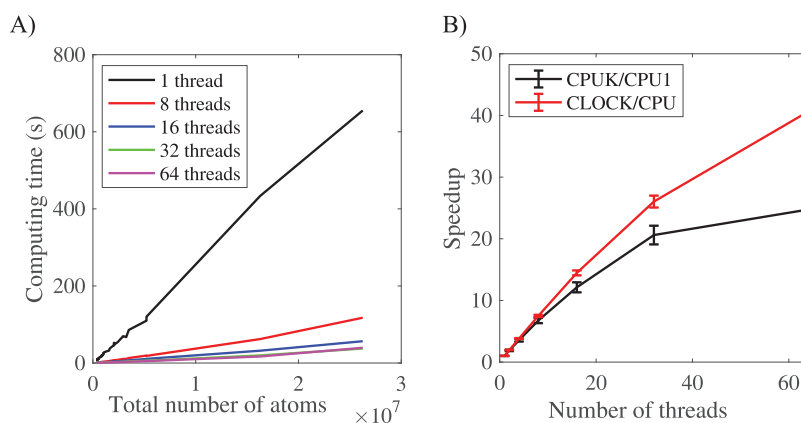 A)
800
600
400
200
0
Computing time (s)
1 thread
8 threads
16 threads
32 threads
64 threads
0
1
2
3
Total number of atoms
×10⁷
B)
50
40
30
20
10
0
Speedup
CPUK/CPU1
CLOCK/CPU
0
20
40
60
Number of threads